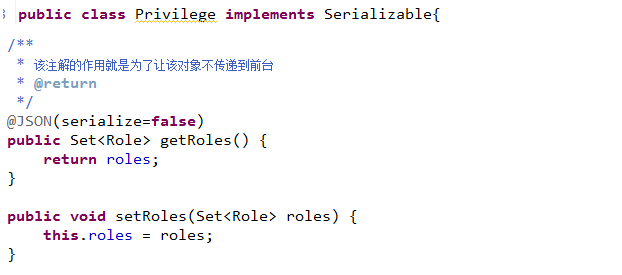 public class Privilege implements Serializable{
/**
* 该注解的作用就是为了让该对象不传递到前台
* @return
*/
@JSON(serialize=false)
public Set<Role> getRoles() {
return roles;
}
public void setRoles(Set<Role> roles) {
this.roles = roles;
}